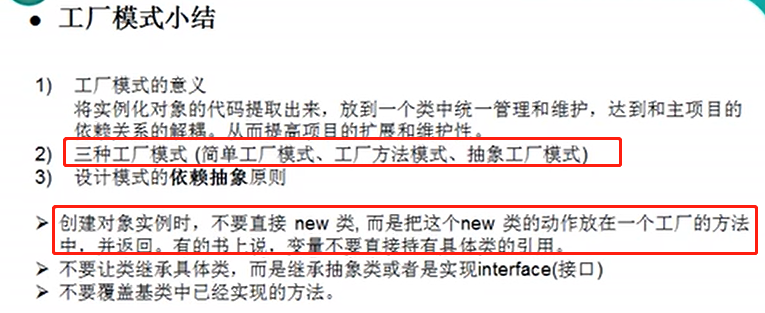 ● 工厂模式小结
1) 工厂模式的意义
将实例化对象的代码提取出来，放到一个类中统一管理和维护，达到和主项目的
依赖关系的解耦。从而提高项目的扩展和维护性。
2) 三种工厂模式 (简单工厂模式、工厂方法模式、抽象工厂模式)
3) 设计模式的依赖抽象原则
➢ 创建对象实例时，不要直接 new 类, 而是把这个new 类的动作放在一个工厂的方法
中，并返回。有的书上说，变量不要直接持有具体类的引用。
➢ 不要让类继承具体类，而是继承抽象类或者是实现interface(接口)
➢ 不要覆盖基类中已经实现的方法。